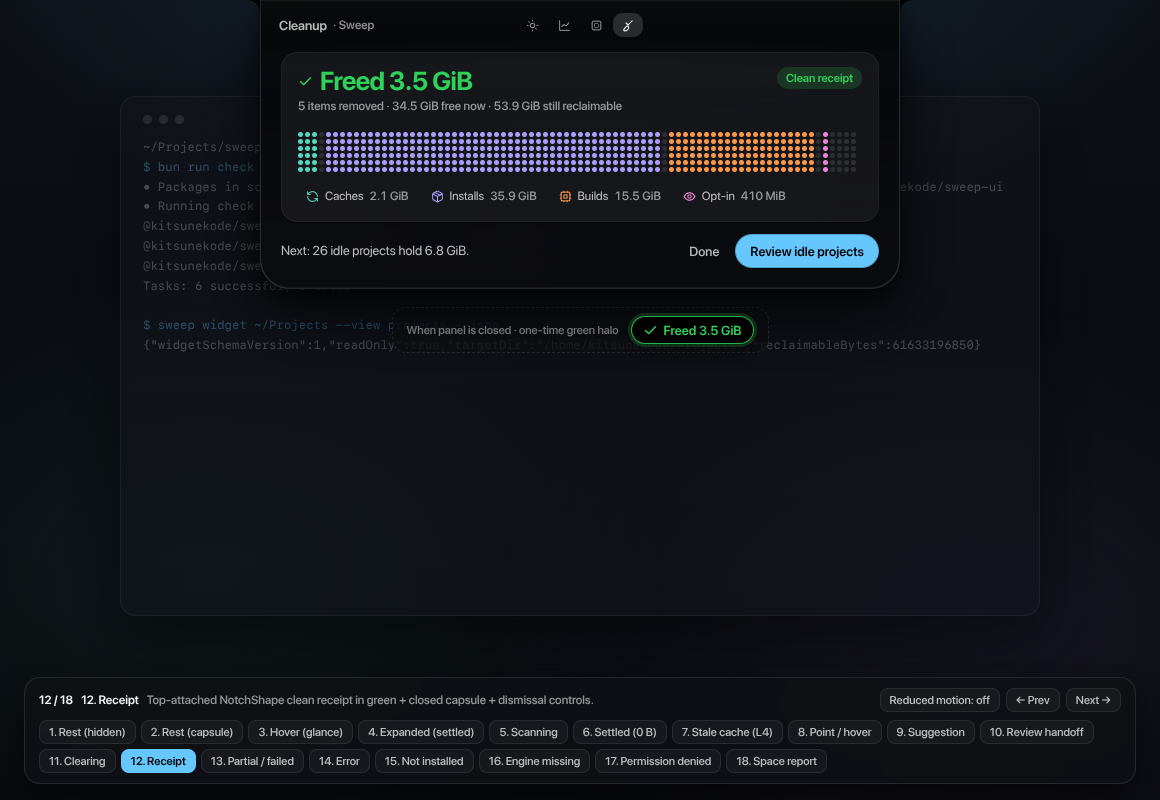 Cleanup · Sweep
Freed 3.5 GiB
Clean receipt
5 items removed · 34.5 GiB free now · 53.9 GiB still reclaimable
Caches 2.1 GiB Installs 35.9 GiB Builds 15.5 GiB Opt-in 410 MiB
Next: 26 idle projects hold 6.8 GiB.
Done
Review idle projects
~/Projects/sweep
$ bun run check
• Packages in sc
ekode/sweep-ui
• Running check
@kitsunekode/swe
@kitsunekode/swe
@kitsunekode/swe
Tasks: 6 successful,
$ sweep widget ~/Projects --view p
When panel is closed · one-time green halo
Freed 3.5 GiB
{"widgetSchemaVersion":1,"readOnly":true,"targetDir":"/home/kitsun
eclaimableBytes":61633196850}
12 / 18 12. Receipt Top-attached NotchShape clean receipt in green + closed capsule + dismissal controls.
Reduced motion: off ← Prev Next →
1. Rest (hidden) 2. Rest (capsule) 3. Hover (glance) 4. Expanded (settled) 5. Scanning 6. Settled (0 B) 7. Stale cache (L4) 8. Point / hover 9. Suggestion 10. Review handoff
11. Clearing 12. Receipt 13. Partial / failed 14. Error 15. Not installed 16. Engine missing 17. Permission denied 18. Space report